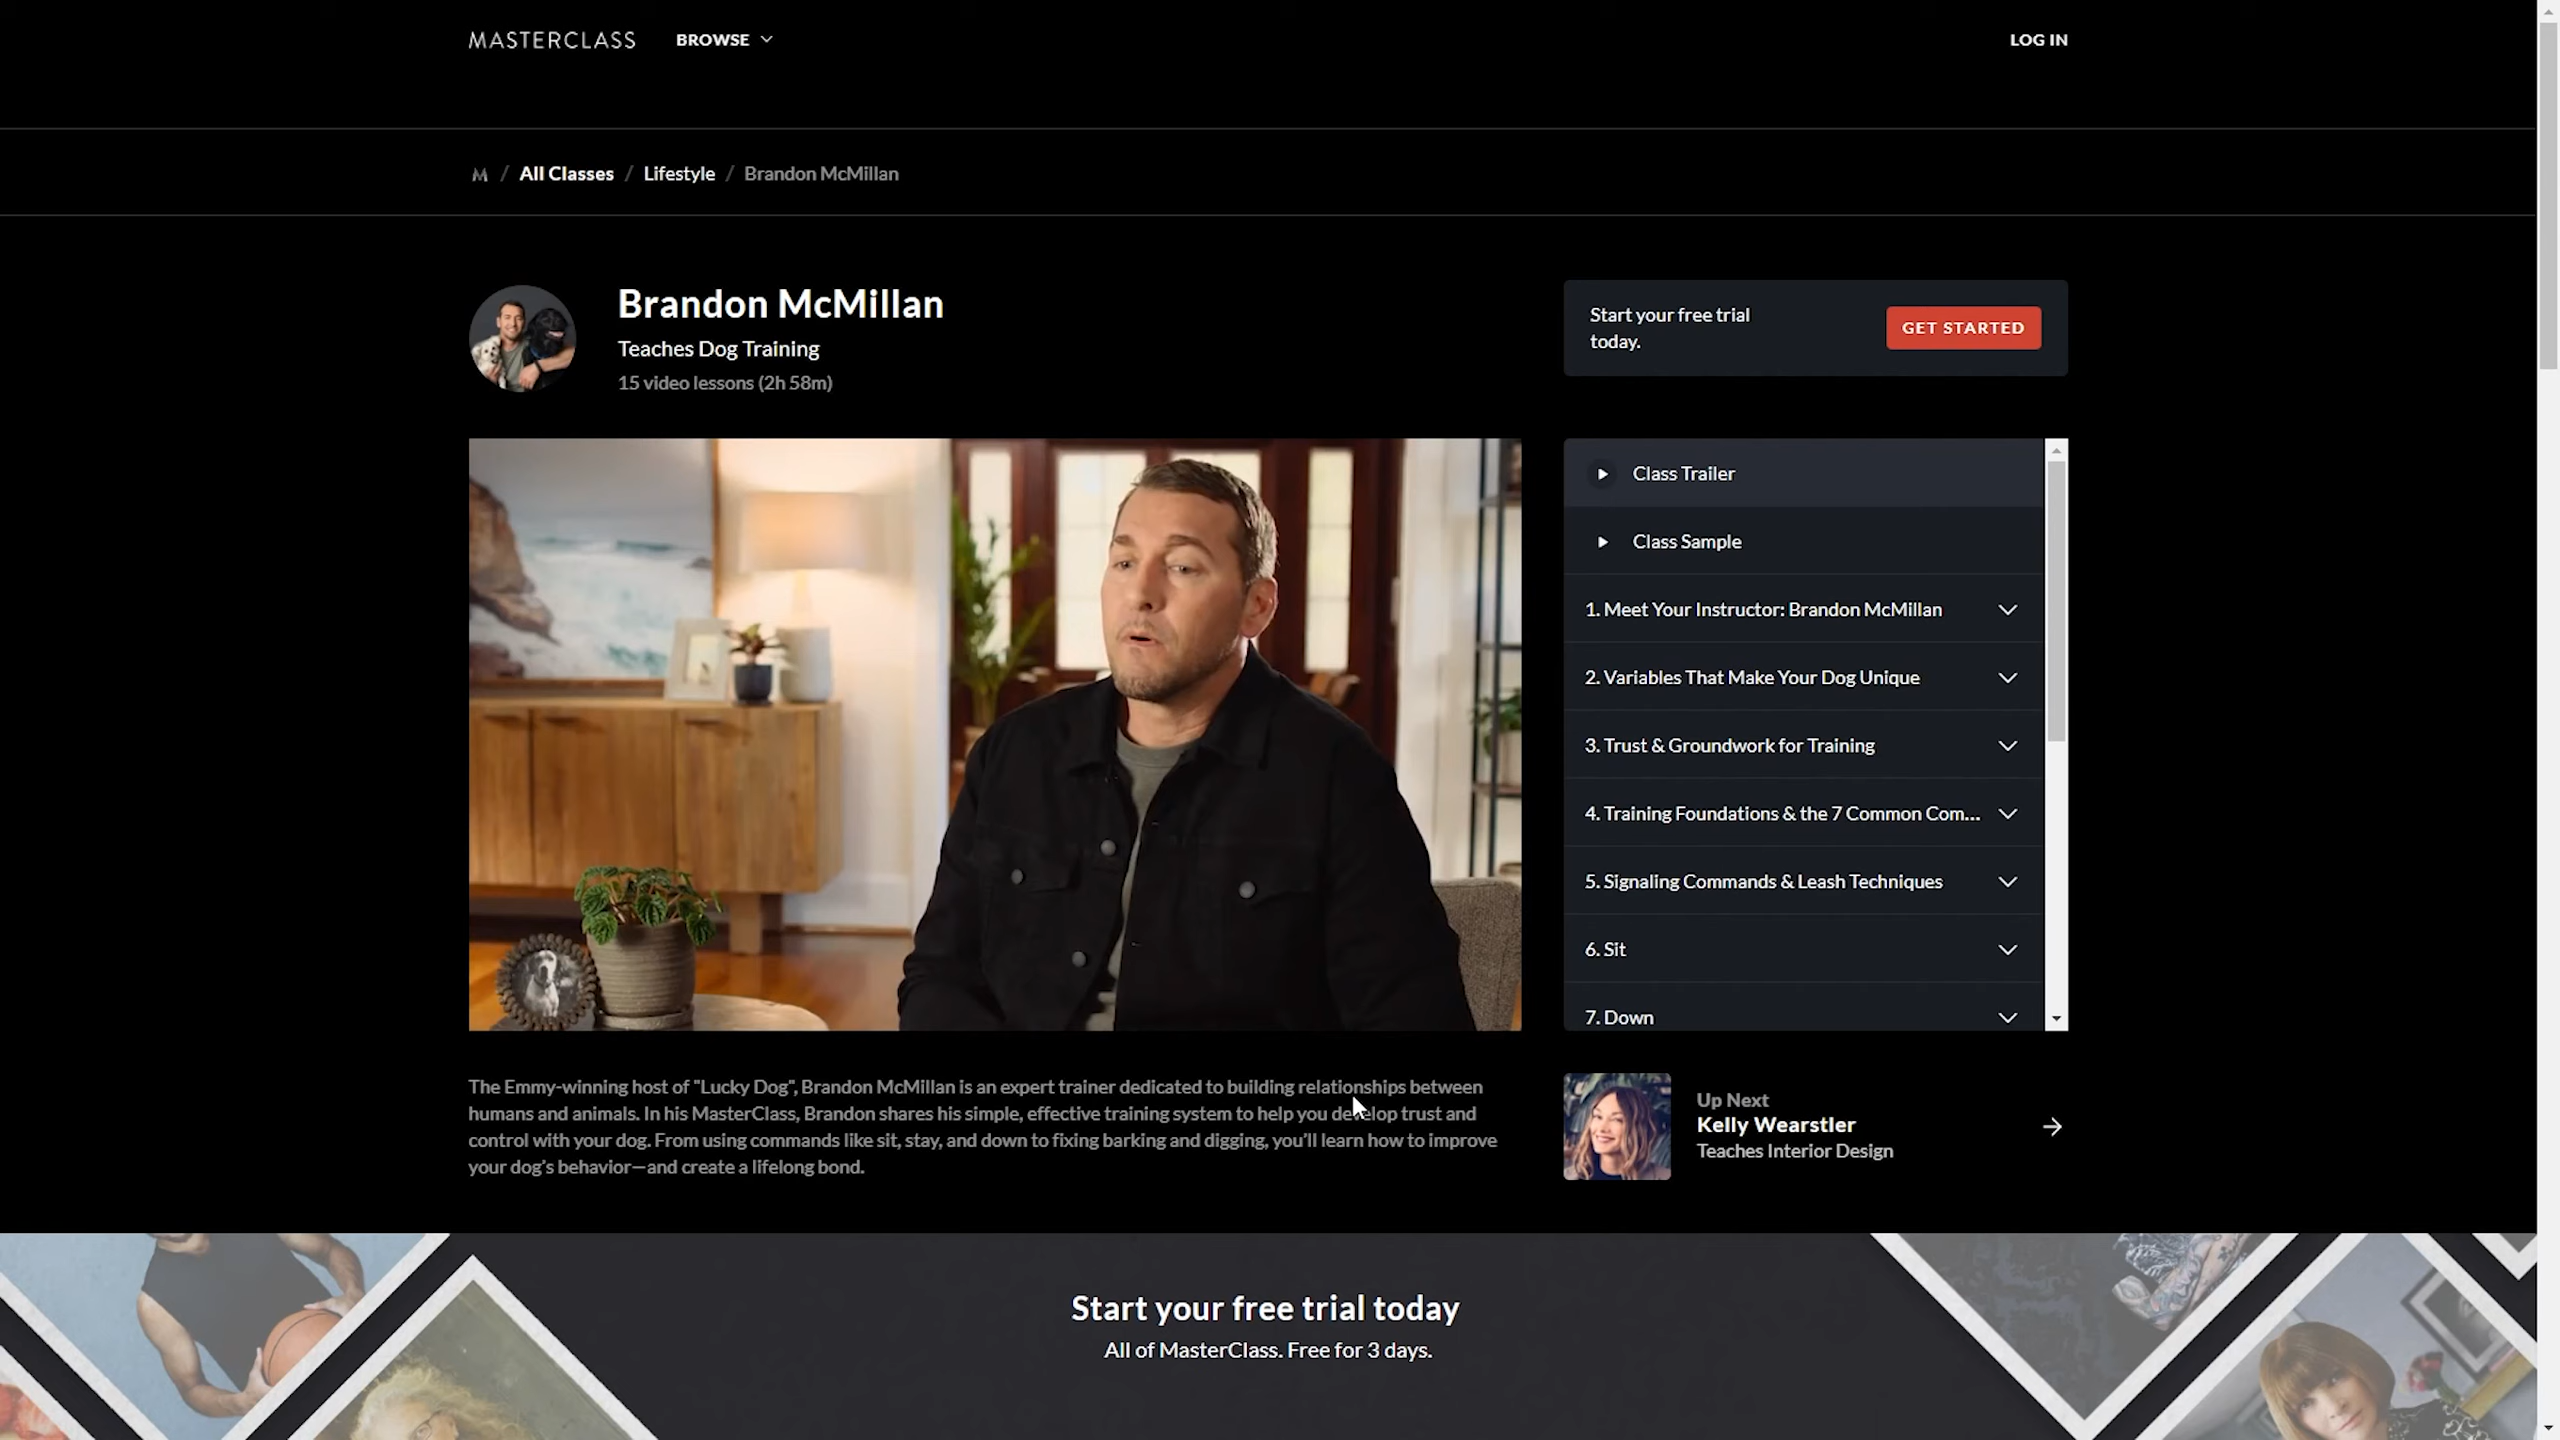 MASTERCLASS BROWSE LOG IN
M / All Classes / Lifestyle / Brandon McMillan
Brandon McMillan
Teaches Dog Training
15 video lessons (2h 58m)
Start your free trial
today.
GET STARTED
Class Trailer
Class Sample
1. Meet Your Instructor: Brandon McMillan
2. Variables That Make Your Dog Unique
3. Trust & Groundwork for Training
4. Training Foundations & the 7 Common Com...
5. Signaling Commands & Leash Techniques
6. Sit
7. Down
The Emmy-winning host of "Lucky Dog", Brandon McMillan is an expert trainer dedicated to building relationships between
humans and animals. In his MasterClass, Brandon shares his simple, effective training system to help you develop trust and
control with your dog. From using commands like sit, stay, and down to fixing barking and digging, you'll learn how to improve
your dog's behavior—and create a lifelong bond.
Up Next
Kelly Wearstler
Teaches Interior Design
Start your free trial today
All of MasterClass. Free for 3 days.